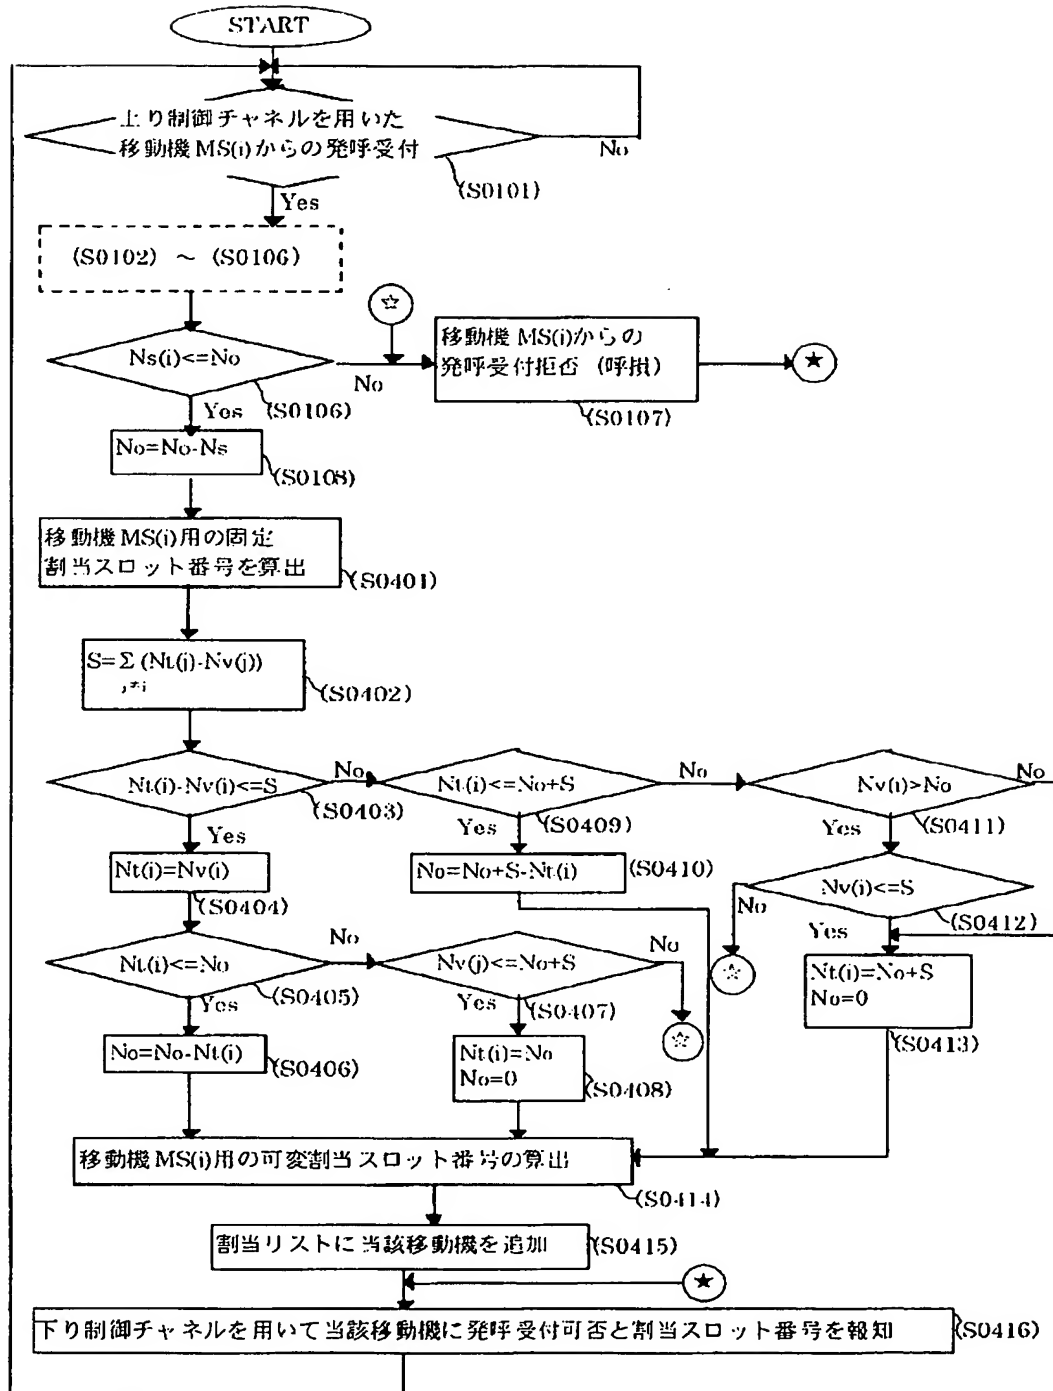 START
上り制御チャネルを用いた
移動機MS(i)からの発呼受付
No
(S0101)
Yes
(S0102) ～ (S0106)
☆
Ns(i)<=No
No
移動機 MS(i)からの
発呼受付拒否 (呼損)
★
Yes
(S0106)
(S0107)
No=No-Ns
(S0108)
移動機MS(i)用の固定
割当スロット番号を算出
(S0401)
S=Σ(Nt(j)-Nv(j))
j≠i
(S0402)
Nt(i)-Nv(i)<=S
No
Nt(i)<=No+S
No
Nv(i)>No
No
(S0403)
Yes
(S0409)
Yes
(S0411)
Yes
Nt(i)=Nv(i)
(S0404)
No=No+S-Nt(i)
(S0410)
Nv(i)<=S
No
Yes
(S0412)
☆
Nt(i)<=No
No
Nv(j)<=No+S
No
Yes
(S0405)
Yes
(S0407)
☆
Nt(i)=No+S
No=0
(S0413)
No=No-Nt(i)
(S0406)
Nt(i)=No
No=0
(S0408)
移動機MS(i)用の可変割当スロット番号の算出
(S0414)
割当リストに当該移動機を追加
(S0415)
★
下り制御チャネルを用いて当該移動機に発呼受付可否と割当スロット番号を報知
(S0416)